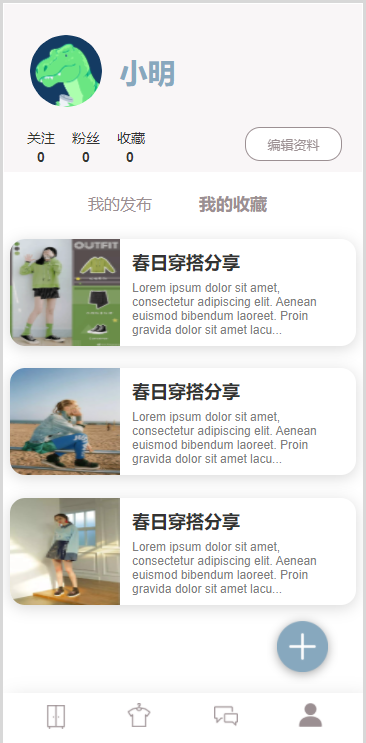 小明
关注 粉丝 收藏
0 0 0
编辑资料
我的发布 我的收藏
OUTFIT
春日穿搭分享
Lorem ipsum dolor sit amet,
consectetur adipiscing elit. Aenean
euismod bibendum laoreet. Proin
gravida dolor sit amet lacu...
春日穿搭分享
Lorem ipsum dolor sit amet,
consectetur adipiscing elit. Aenean
euismod bibendum laoreet. Proin
gravida dolor sit amet lacu...
春日穿搭分享
Lorem ipsum dolor sit amet,
consectetur adipiscing elit. Aenean
euismod bibendum laoreet. Proin
gravida dolor sit amet lacu...